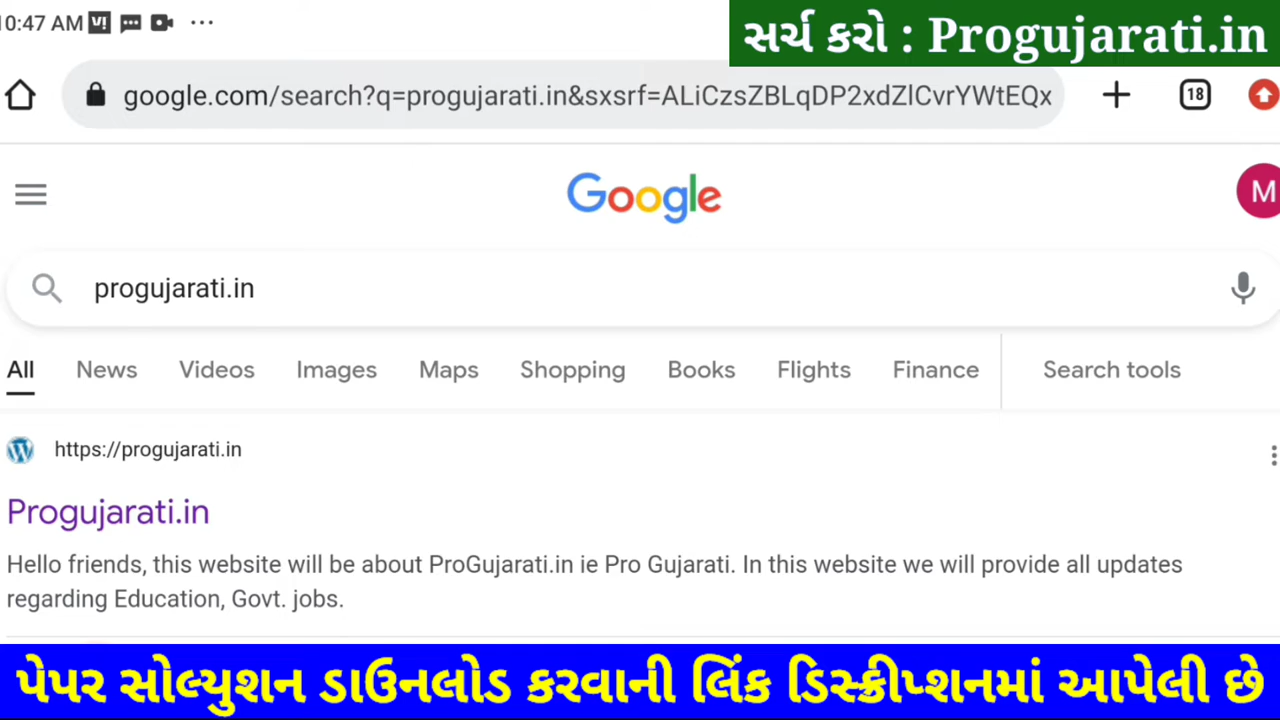 10:47 AM
સર્ચ કરો : Progujarati.in
google.com/search?q=progujarati.in&sxsrf=ALiCzsZBLqDP2xdZlCvrYWtEQx
18
Google
M
progujarati.in
All News Videos Images Maps Shopping Books Flights Finance Search tools
https://progujarati.in
Progujarati.in
Hello friends, this website will be about ProGujarati.in ie Pro Gujarati. In this website we will provide all updates
regarding Education, Govt. jobs.
પેપર સોલ્યુશન ડાઉનલોડ કરવાની લિંક ડિસ્ક્રીપ્શનમાં આપેલી છે